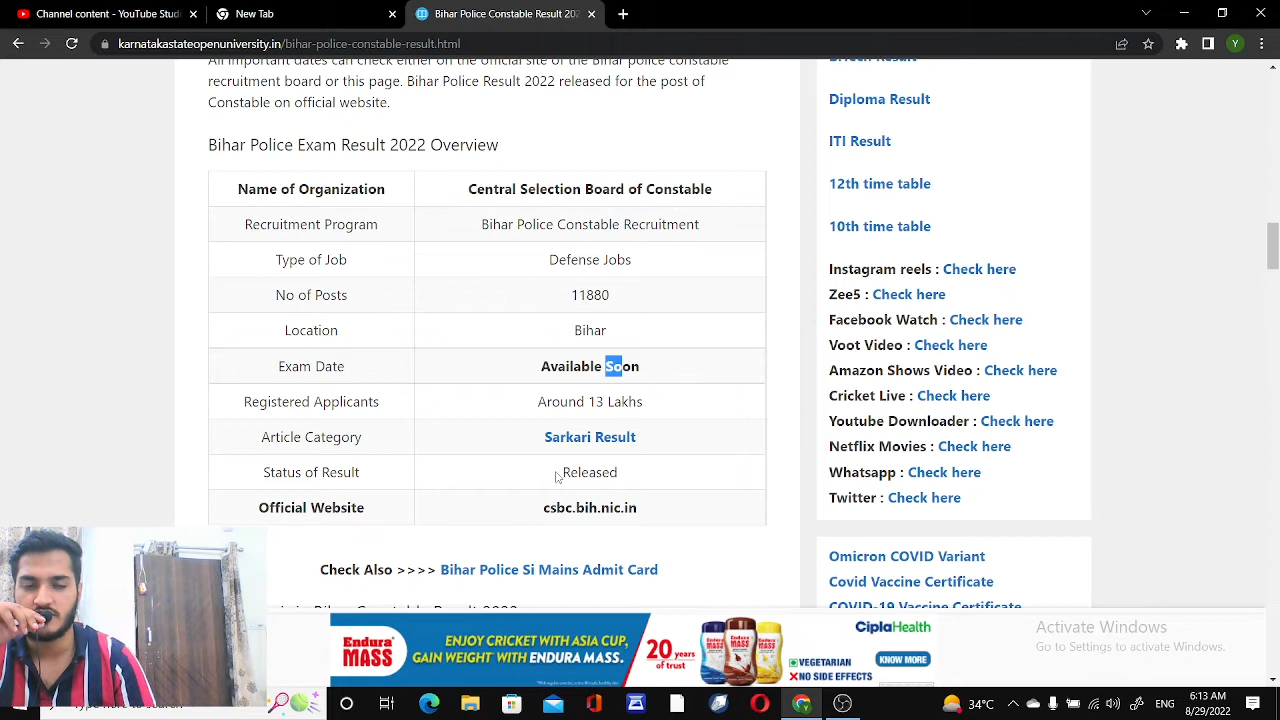 Channel content - YouTube Stud
New Tab
Bihar Police Result 202
karnatakastateopenuniversity.in/bihar-constable-result.html
Y
All important dates can check either on the official site of the Bihar police constable
recruitment board or this page. Bihar Police Result 2022 released for the post of
Constable on official website.
Bihar Police Exam Result 2022 Overview
Name of Organization Central Selection Board of Constable
Recruitment Program Bihar Police Constable Recruitment
Type of Job Defense Jobs
No of Posts 11880
Location Bihar
Exam Date Available Soon
Registered Applicants Around 13 Lakhs
Article Category Sarkari Result
Status of Result Released
Official Website csbc.bih.nic.in
Check Also >>>> Bihar Police Si Mains Admit Card
Diploma Result
ITI Result
12th time table
10th time table
Instagram reels : Check here
Zee5 : Check here
Facebook Watch : Check here
Voot Video : Check here
Amazon Shows Video : Check here
Cricket Live : Check here
Youtube Downloader : Check here
Netflix Movies : Check here
Whatsapp : Check here
Twitter : Check here
Omicron COVID Variant
Covid Vaccine Certificate
COVID-19 Vaccine Certificate
ENDURA
MASS
ENJOY CRICKET WITH ASIA CUP,
GAIN WEIGHT* WITH ENDURA MASS.
20 years
of trust
CiplaHealth
VEGETARIAN
NO SIDE EFFECTS
KNOW MORE
Activate Windows
Go to Settings to activate Windows.
34°C
6:13 AM
8/29/2022